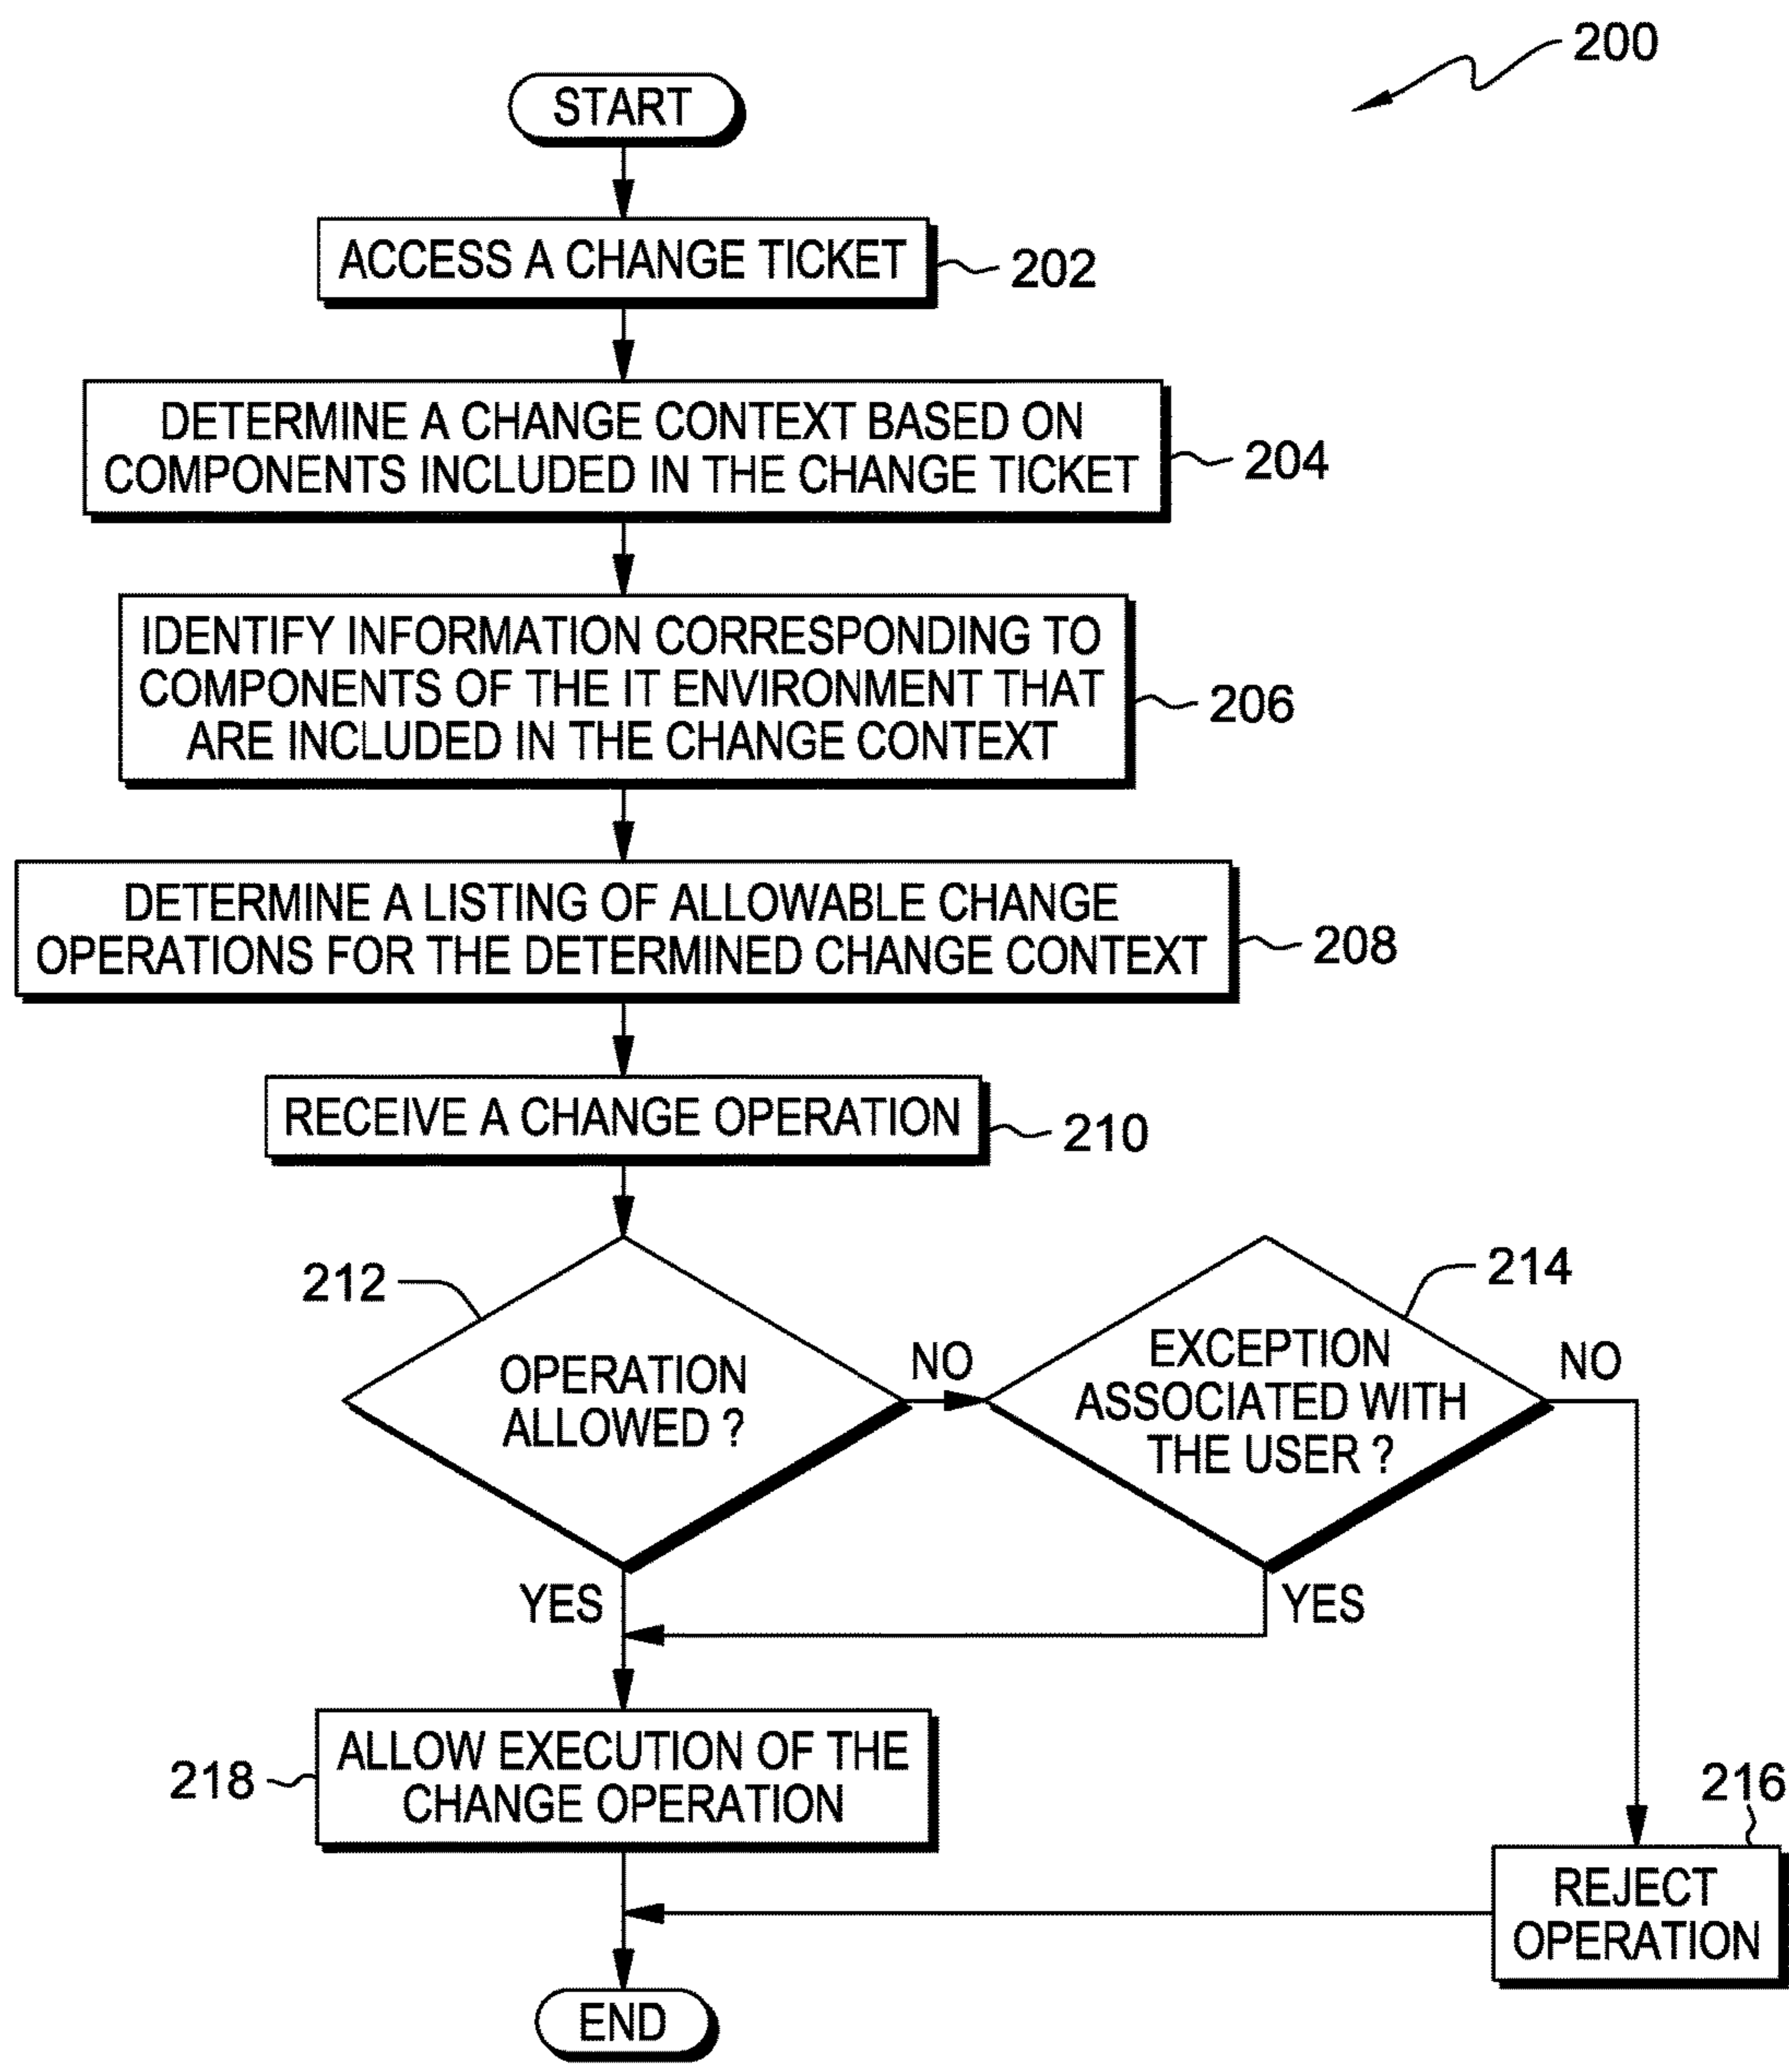 200
START
ACCESS A CHANGE TICKET
202
DETERMINE A CHANGE CONTEXT BASED ON
COMPONENTS INCLUDED IN THE CHANGE TICKET
204
IDENTIFY INFORMATION CORRESPONDING TO
COMPONENTS OF THE IT ENVIRONMENT THAT
ARE INCLUDED IN THE CHANGE CONTEXT
206
DETERMINE A LISTING OF ALLOWABLE CHANGE
OPERATIONS FOR THE DETERMINED CHANGE CONTEXT
208
RECEIVE A CHANGE OPERATION
210
212
OPERATION
ALLOWED ?
NO
214
EXCEPTION
ASSOCIATED WITH
THE USER ?
NO
YES
YES
218
ALLOW EXECUTION OF THE
CHANGE OPERATION
216
REJECT
OPERATION
END